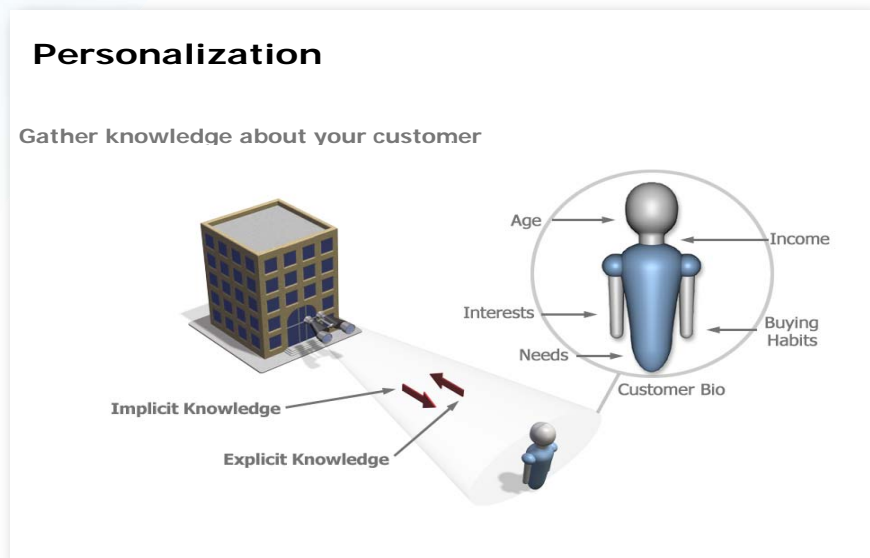 Personalization
Gather knowledge about your customer
Age
Income
Interests
Buying
Habits
Needs
Customer Bio
Implicit Knowledge
Explicit Knowledge